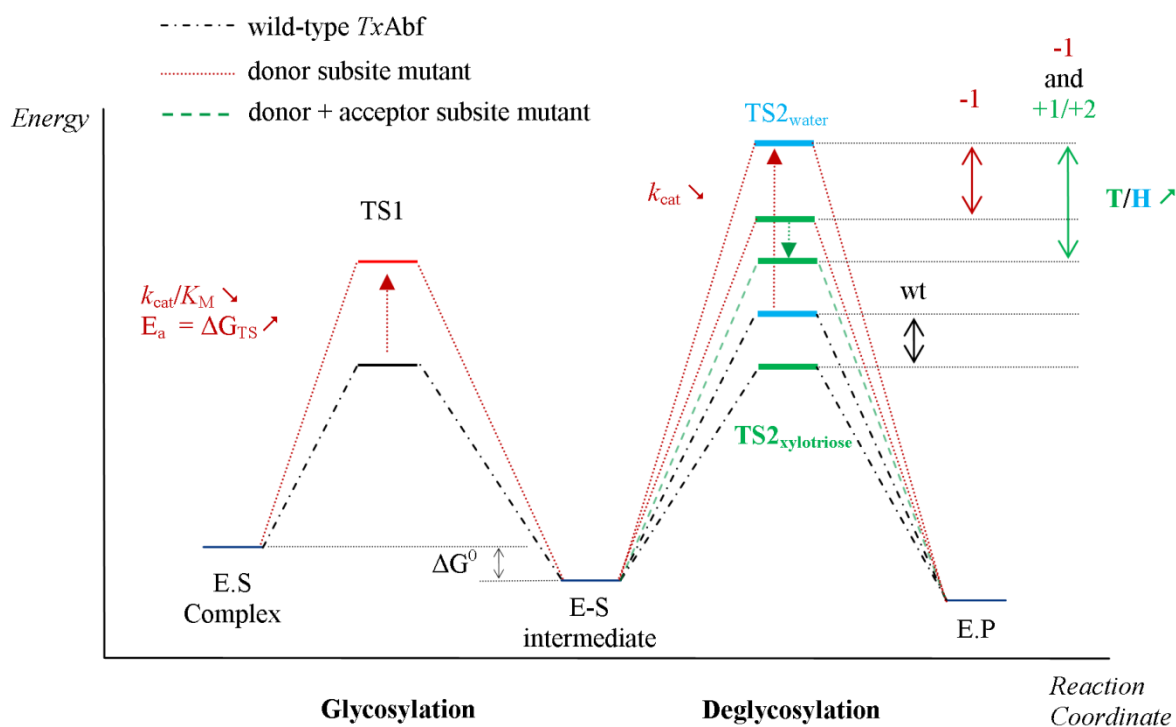 wild-type TxAbf
donor subsite mutant
donor + acceptor subsite mutant
Energy
-1
-1
and
+1/+2
TS2water
kcat ↘
T/H ↗
TS1
kcat/KM ↘
Ea = ΔGTS ↗
wt
TS2xylotriose
ΔG0
E.S
Complex
E-S
intermediate
E.P
Glycosylation
Deglycosylation
Reaction
Coordinate